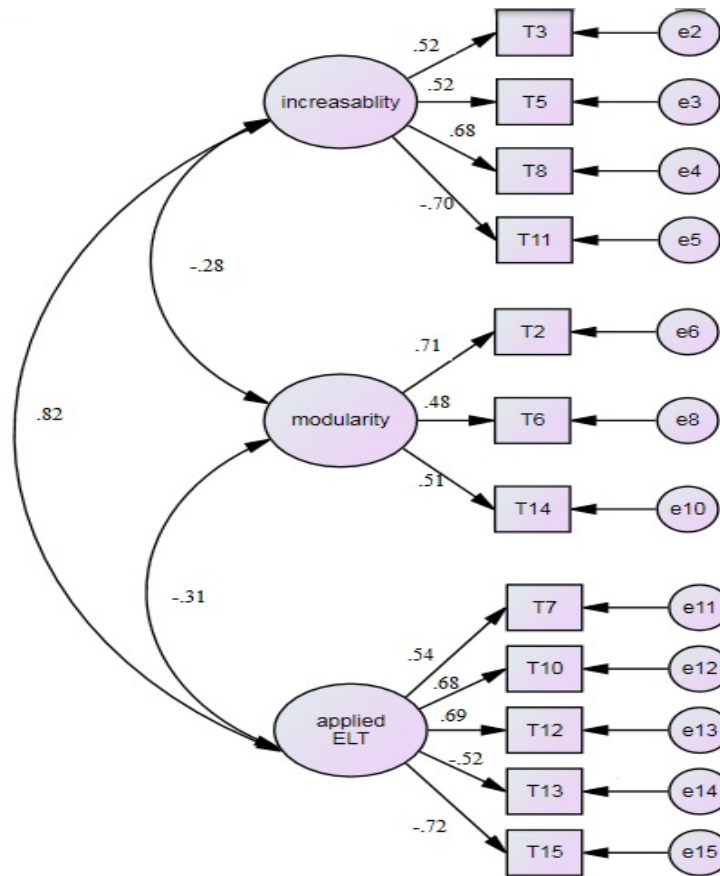 .52
T3
e2
increasablity
.52
T5
e3
.68
T8
e4
-.70
T11
e5
-.28
.71
T2
e6
.82
modularity
.48
T6
e8
.51
T14
e10
-.31
.54
T7
e11
.68
T10
e12
applied
ELT
.69
T12
e13
-.52
T13
e14
-.72
T15
e15